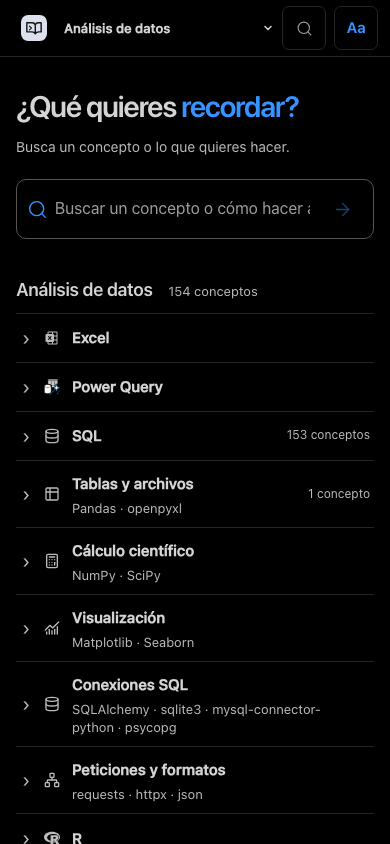 Análisis de datos
Aa
¿Qué quieres recordar?
Busca un concepto o lo que quieres hacer.
Buscar un concepto o cómo hacer
Análisis de datos 154 conceptos
Excel
Power Query
SQL 153 conceptos
Tablas y archivos
1 concepto
Pandas · openpyxl
Cálculo científico
NumPy · SciPy
Visualización
Matplotlib · Seaborn
Conexiones SQL
SQLAlchemy · sqlite3 · mysql-connector-
python · psycopg
Peticiones y formatos
requests · httpx · json
R